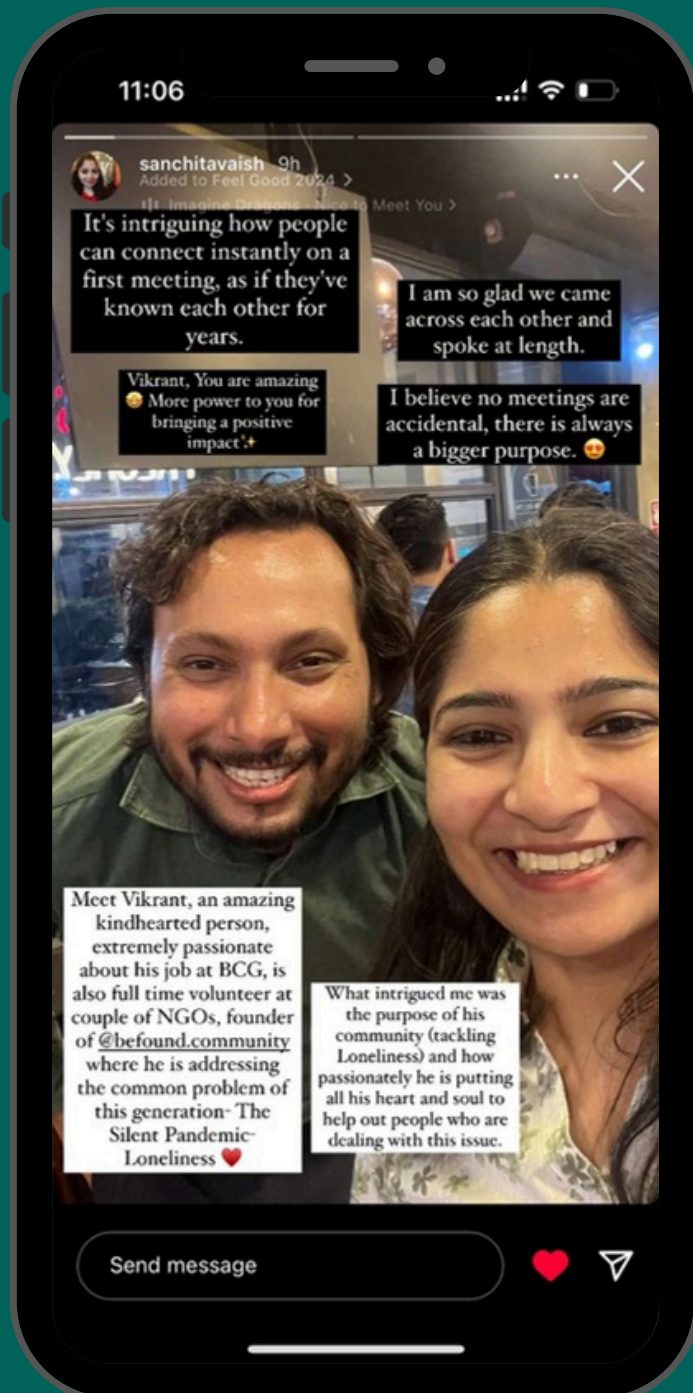 11:06
sanchitavaish 9h
Added to Feel Good 2024 >
Imagine Dragons · Nice to Meet You >
It's intriguing how people
can connect instantly on a
first meeting, as if they've
known each other for
years.
I am so glad we came
across each other and
spoke at length.
Vikrant, You are amazing
🤩 More power to you for
bringing a positive
impact ✨
I believe no meetings are
accidental, there is always
a bigger purpose. 😍
Meet Vikrant, an amazing
kindhearted person,
extremely passionate
about his job at BCG, is
also full time volunteer at
couple of NGOs, founder
of @befound.community
where he is addressing
the common problem of
this generation- The
Silent Pandemic-
Loneliness ♥️
What intrigued me was
the purpose of his
community (tackling
Loneliness) and how
passionately he is putting
all his heart and soul to
help out people who are
dealing with this issue.
Send message